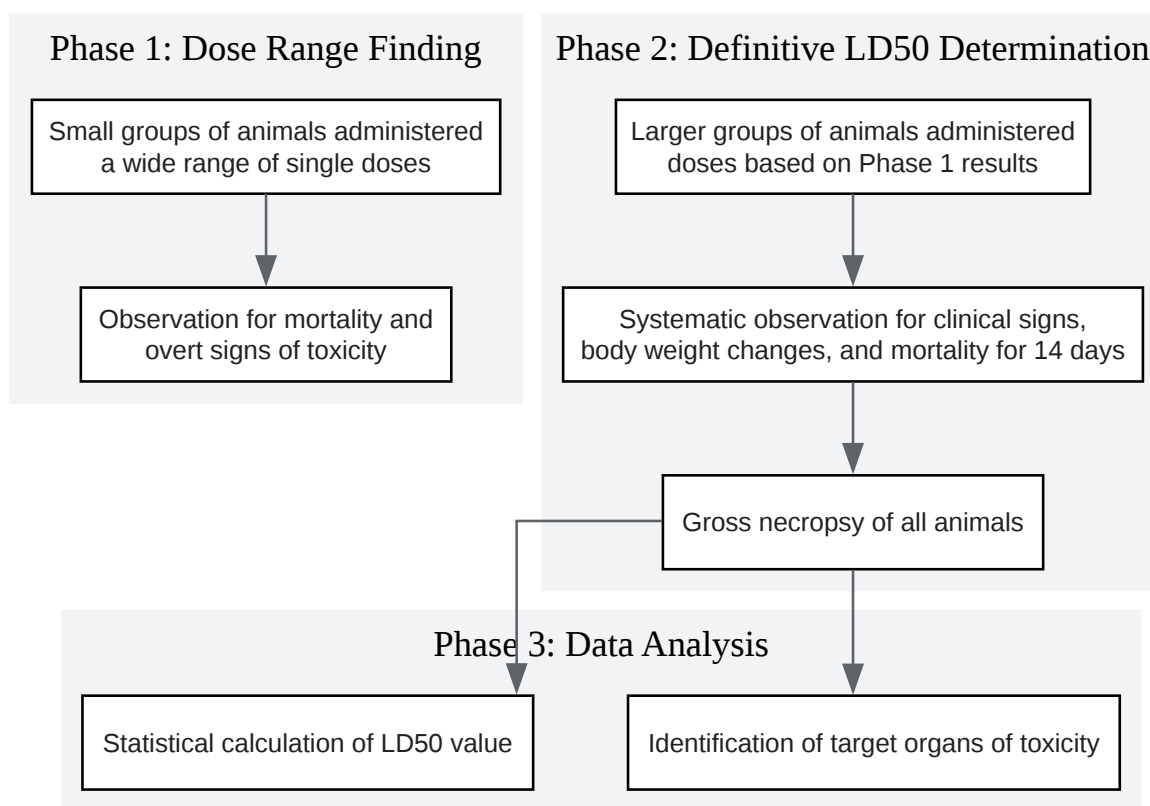 Phase 1: Dose Range Finding
Small groups of animals administered
a wide range of single doses
Observation for mortality and
overt signs of toxicity
Phase 2: Definitive LD50 Determination
Larger groups of animals administered
doses based on Phase 1 results
Systematic observation for clinical signs,
body weight changes, and mortality for 14 days
Gross necropsy of all animals
Phase 3: Data Analysis
Statistical calculation of LD50 value
Identification of target organs of toxicity